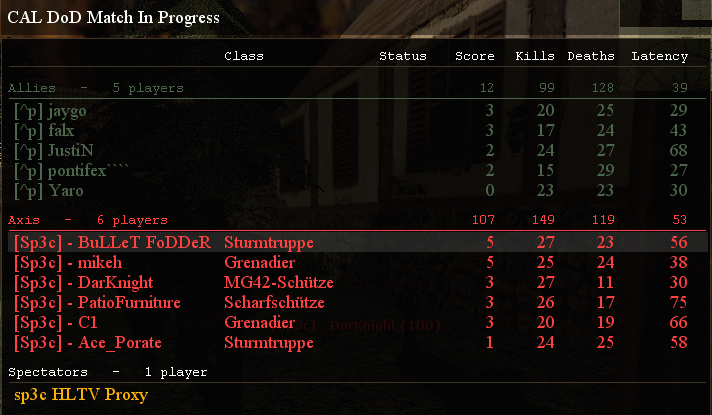 CAL DoD Match In Progress
Class Status Score Kills Deaths Latency
Allies - 5 players 12 99 128 39
[^p] jaygo 3 20 25 29
[^p] falx 3 17 24 43
[^p] JustiN 2 24 27 68
[^p] pontifex```` 2 15 29 27
[^p] Yaro 0 23 23 30
Axis - 6 players 107 149 119 53
[Sp3c] - BuLLeT FoDDeR Sturmtruppe 5 27 23 56
[Sp3c] - mikeh Grenadier 5 25 24 38
[Sp3c] - DarKnight MG42-Schütze 3 27 11 30
[Sp3c] - PatioFurniture Scharfschütze 3 26 17 75
[Sp3c] - C1 Grenadier 3 20 19 66
3c] - DarKnight (100)
[Sp3c] - Ace_Porate Sturmtruppe 1 24 25 58
Spectators - 1 player
sp3c HLTV Proxy